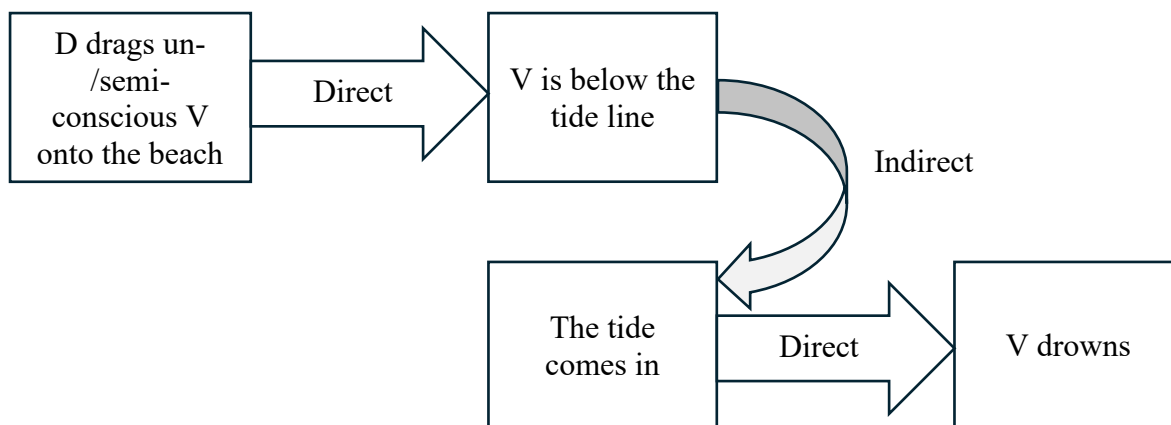 D drags un-
/semi-
conscious V
onto the beach
Direct
V is below the
tide line
Indirect
The tide
comes in
Direct
V drowns